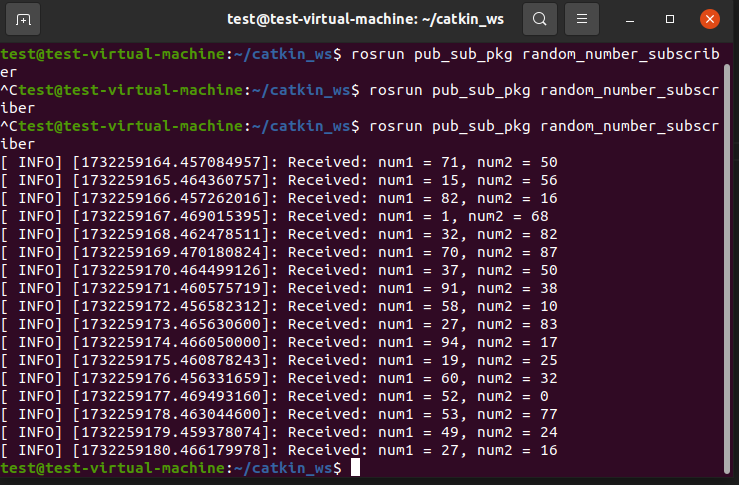 test@test-virtual-machine: ~/catkin_ws
test@test-virtual-machine:~/catkin_ws$ rosrun pub_sub_pkg random_number_subscrib
er
^Ctest@test-virtual-machine:~/catkin_ws$ rosrun pub_sub_pkg random_number_subscr
iber
^Ctest@test-virtual-machine:~/catkin_ws$ rosrun pub_sub_pkg random_number_subscr
iber
[ INFO] [1732259164.457084957]: Received: num1 = 71, num2 = 50
[ INFO] [1732259165.464360757]: Received: num1 = 15, num2 = 56
[ INFO] [1732259166.457262016]: Received: num1 = 82, num2 = 16
[ INFO] [1732259167.469015395]: Received: num1 = 1, num2 = 68
[ INFO] [1732259168.462478511]: Received: num1 = 32, num2 = 82
[ INFO] [1732259169.470180824]: Received: num1 = 70, num2 = 87
[ INFO] [1732259170.464499126]: Received: num1 = 37, num2 = 50
[ INFO] [1732259171.460575719]: Received: num1 = 91, num2 = 38
[ INFO] [1732259172.456582312]: Received: num1 = 58, num2 = 10
[ INFO] [1732259173.465630600]: Received: num1 = 27, num2 = 83
[ INFO] [1732259174.466050000]: Received: num1 = 94, num2 = 17
[ INFO] [1732259175.460878243]: Received: num1 = 19, num2 = 25
[ INFO] [1732259176.456331659]: Received: num1 = 60, num2 = 32
[ INFO] [1732259177.469493160]: Received: num1 = 52, num2 = 0
[ INFO] [1732259178.463044600]: Received: num1 = 53, num2 = 77
[ INFO] [1732259179.459378074]: Received: num1 = 49, num2 = 24
[ INFO] [1732259180.466179978]: Received: num1 = 27, num2 = 16
test@test-virtual-machine:~/catkin_ws$